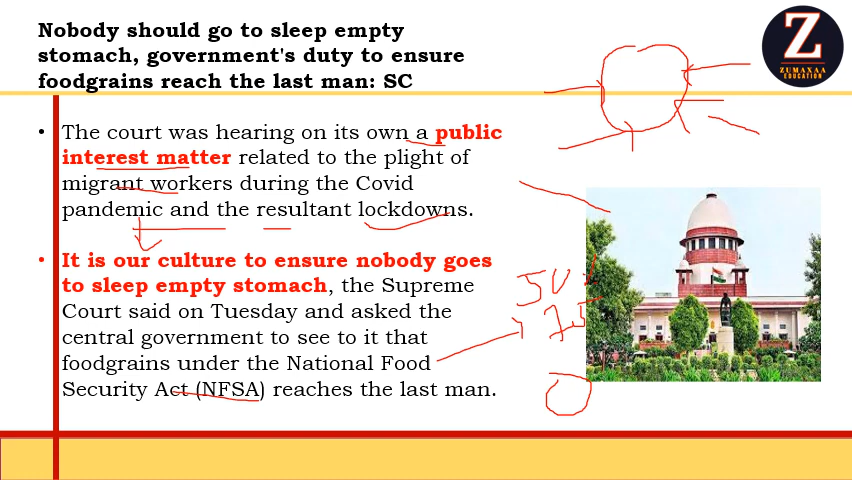 Nobody should go to sleep empty
stomach, government's duty to ensure
foodgrains reach the last man: SC
Z
ZUMAXAA
EDUCATION
• The court was hearing on its own a public
interest matter related to the plight of
migrant workers during the Covid
pandemic and the resultant lockdowns.
• It is our culture to ensure nobody goes
to sleep empty stomach, the Supreme
Court said on Tuesday and asked the
central government to see to it that
foodgrains under the National Food
Security Act (NFSA) reaches the last man.
75